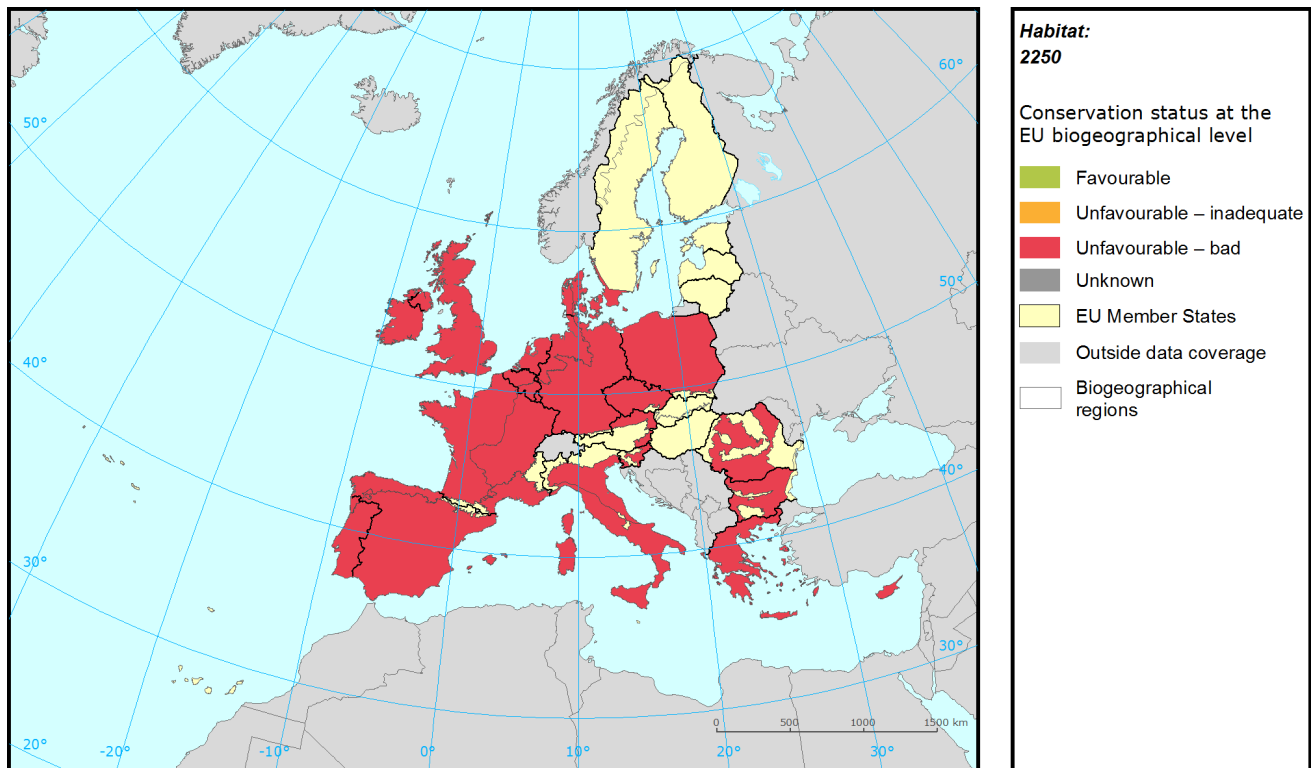 60°
50°
50°
40°
40°
30°
30°
20°
-20°
-10°
0°
10°
20°
30°
0
500
1000
1500 km
Habitat:
2250
Conservation status at the
EU biogeographical level
Favourable
Unfavourable – inadequate
Unfavourable – bad
Unknown
EU Member States
Outside data coverage
Biogeographical
regions